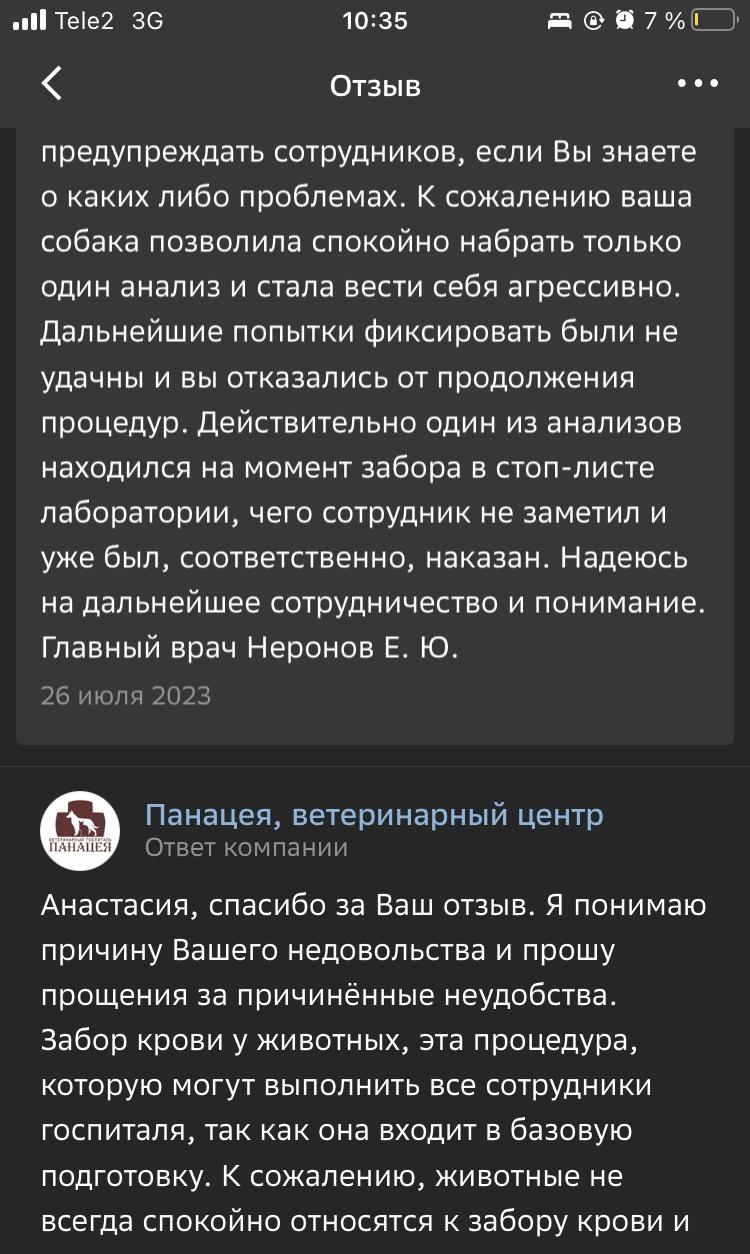 Tele2 3G 10:35 7 %
Отзыв
предупреждать сотрудников, если Вы знаете
о каких либо проблемах. К сожалению ваша
собака позволила спокойно набрать только
один анализ и стала вести себя агрессивно.
Дальнейшие попытки фиксировать были не
удачны и вы отказались от продолжения
процедур. Действительно один из анализов
находился на момент забора в стоп-листе
лаборатории, чего сотрудник не заметил и
уже был, соответственно, наказан. Надеюсь
на дальнейшее сотрудничество и понимание.
Главный врач Неронов Е. Ю.
26 июля 2023
ВЕТЕРИНАРНЫЙ ГОСПИТАЛЬ
ПАНАЦЕЯ
Панацея, ветеринарный центр
Ответ компании
Анастасия, спасибо за Ваш отзыв. Я понимаю
причину Вашего недовольства и прошу
прощения за причинённые неудобства.
Забор крови у животных, эта процедура,
которую могут выполнить все сотрудники
госпиталя, так как она входит в базовую
подготовку. К сожалению, животные не
всегда спокойно относятся к забору крови и